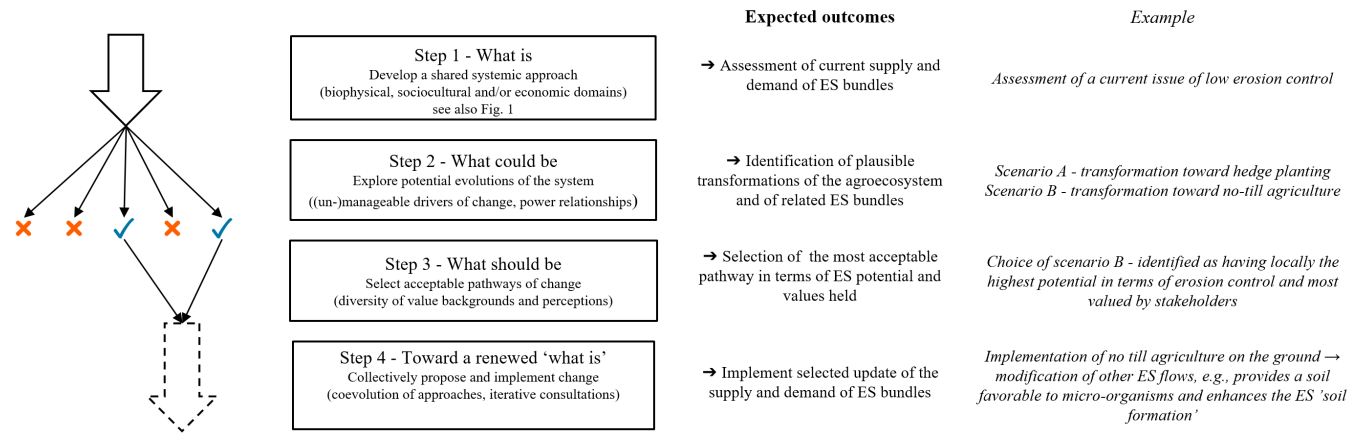 Expected outcomes
Example
Step 1 - What is
Develop a shared systemic approach
(biophysical, sociocultural and/or economic domains)
see also Fig. 1
➔ Assessment of current supply and
demand of ES bundles
Assessment of a current issue of low erosion control
Step 2 - What could be
Explore potential evolutions of the system
((un-)manageable drivers of change, power relationships)
➔ Identification of plausible
transformations of the agroecosystem
and of related ES bundles
Scenario A - transformation toward hedge planting
Scenario B - transformation toward no-till agriculture
Step 3 - What should be
Select acceptable pathways of change
(diversity of value backgrounds and perceptions)
➔ Selection of the most acceptable
pathway in terms of ES potential and
values held
Choice of scenario B - identified as having locally the
highest potential in terms of erosion control and most
valued by stakeholders
Step 4 - Toward a renewed ‘what is’
Collectively propose and implement change
(coevolution of approaches, iterative consultations)
➔ Implement selected update of the
supply and demand of ES bundles
Implementation of no till agriculture on the ground →
modification of other ES flows, e.g., provides a soil
favorable to micro-organisms and enhances the ES ’soil
formation’